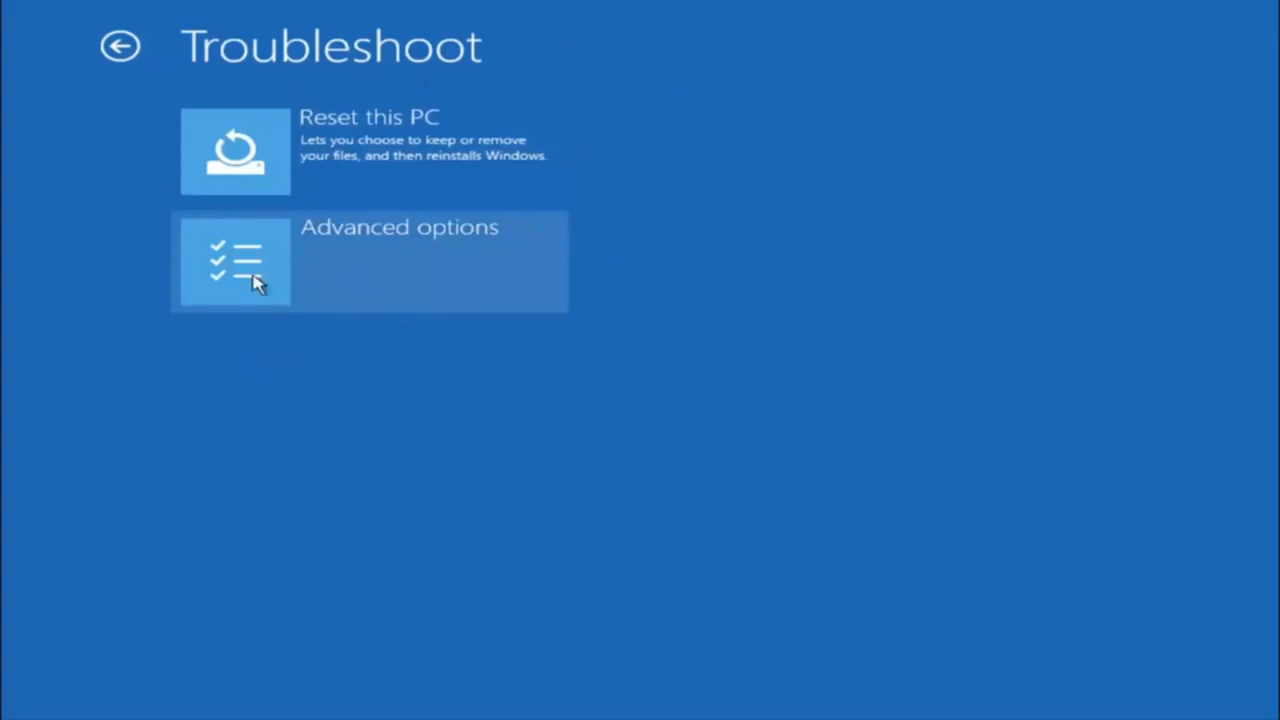 Troubleshoot
Reset this PC
Lets you choose to keep or remove
your files, and then reinstalls Windows.
Advanced options